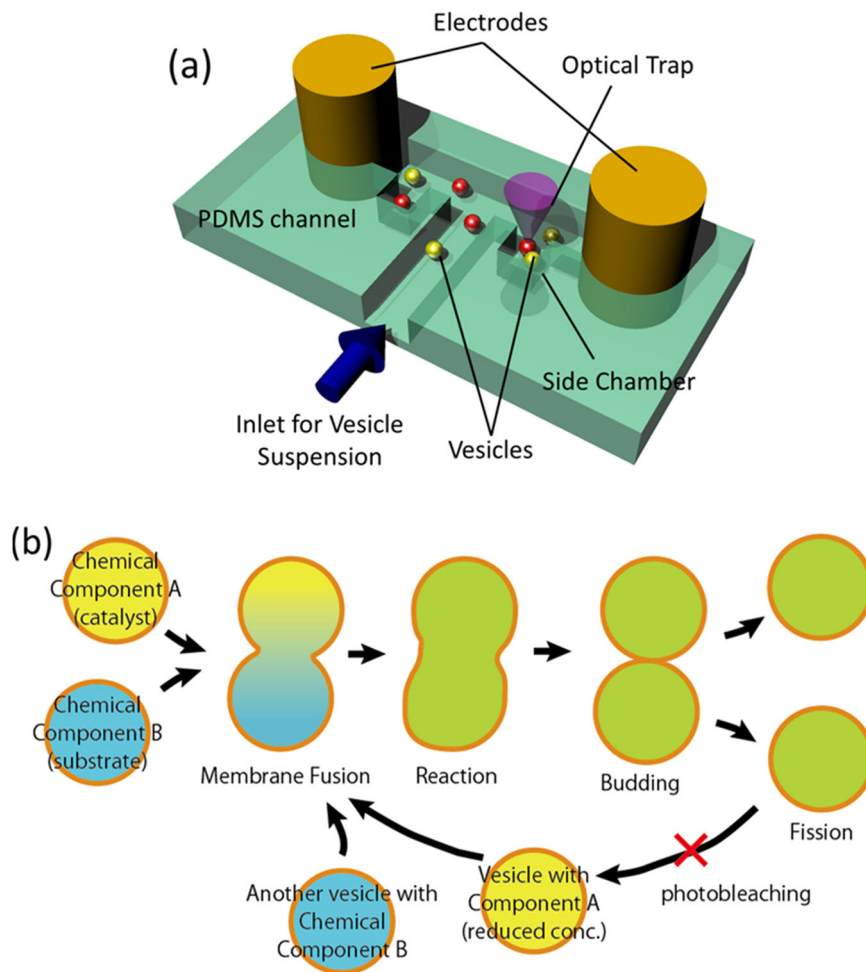 (a)
Electrodes
Optical Trap
PDMS channel
Side Chamber
Inlet for Vesicle
Suspension
Vesicles
(b)
Chemical
Component A
(catalyst)
Chemical
Component B
(substrate)
Membrane Fusion
Reaction
Budding
Fission
Another vesicle with
Chemical
Component B
Vesicle with
Component A
(reduced conc.)
photobleaching